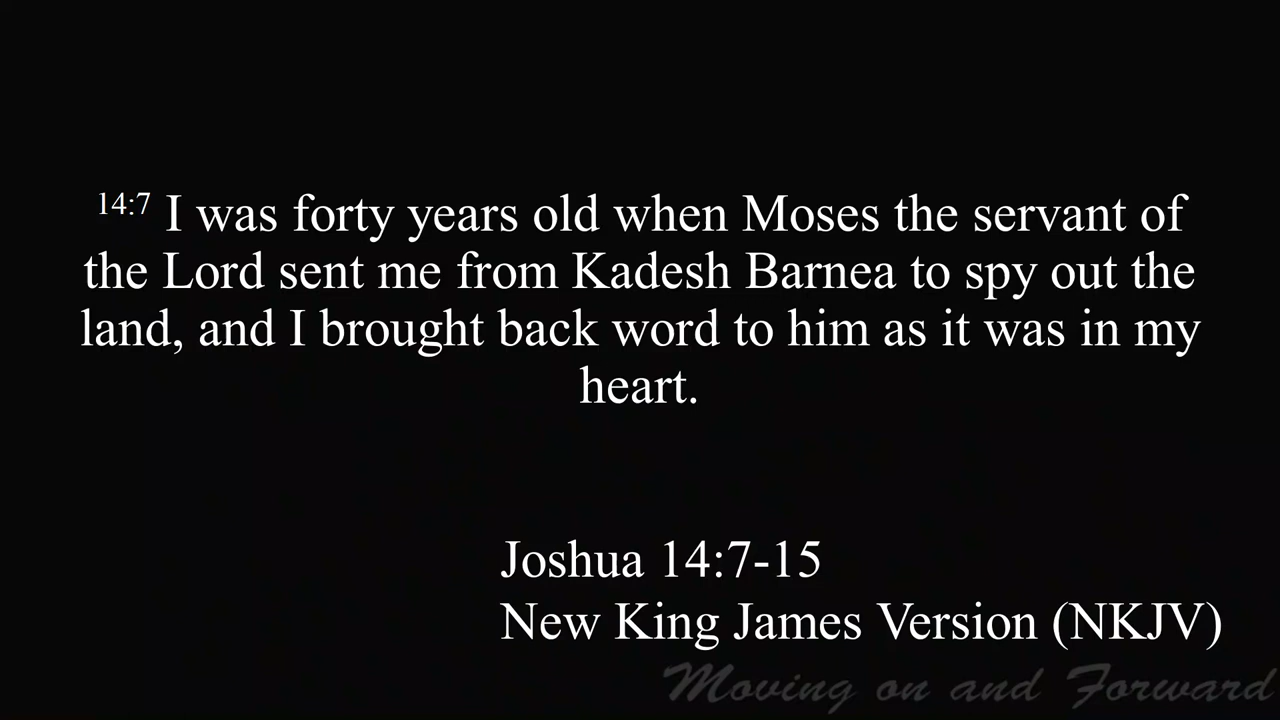 14:7 I was forty years old when Moses the servant of
the Lord sent me from Kadesh Barnea to spy out the
land, and I brought back word to him as it was in my
heart.
Joshua 14:7-15
New King James Version (NKJV)
Moving on and Forward